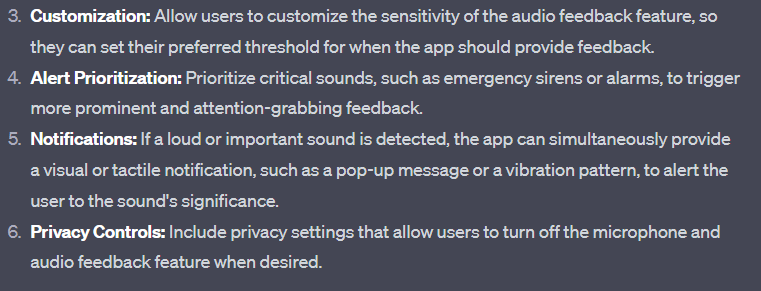 3. Customization: Allow users to customize the sensitivity of the audio feedback feature, so
they can set their preferred threshold for when the app should provide feedback.
4. Alert Prioritization: Prioritize critical sounds, such as emergency sirens or alarms, to trigger
more prominent and attention-grabbing feedback.
5. Notifications: If a loud or important sound is detected, the app can simultaneously provide
a visual or tactile notification, such as a pop-up message or a vibration pattern, to alert the
user to the sound's significance.
6. Privacy Controls: Include privacy settings that allow users to turn off the microphone and
audio feedback feature when desired.